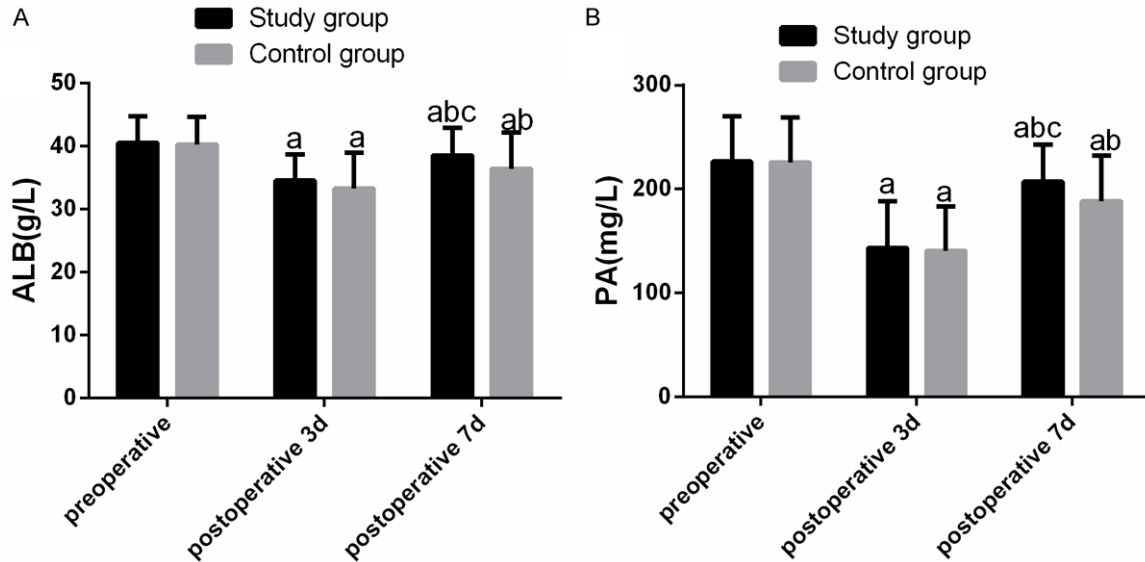 A
Study group
Control group
ALB(g/L)
50
40
30
20
10
0
a
a
abc
ab
preoperative
postoperative 3d
postoperative 7d
B
Study group
Control group
PA(mg/L)
300
200
100
0
a
a
abc
ab
preoperative
postoperative 3d
postoperative 7d